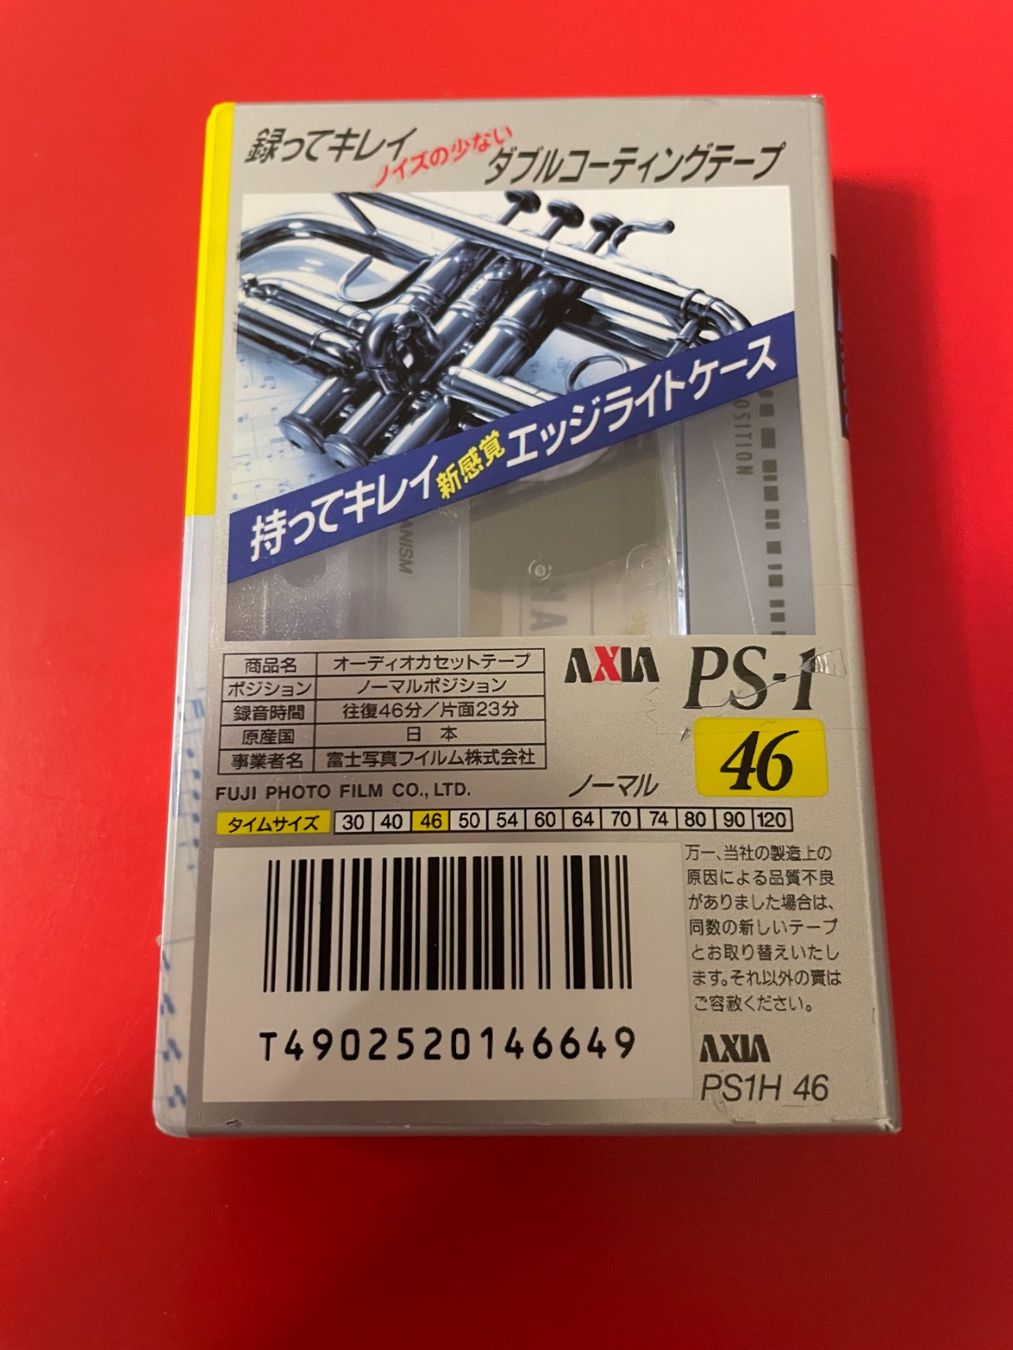 録ってキレイ
ノイズの少ない
ダブルコーティングテープ
OSITION
持ってキレイ新感覚エッジライトケース
ANISM
商品名 オーディオカセットテープ
ポジション ノーマルポジション
録音時間 往復46分/片面23分
原産国 日本
事業者名 富士写真フイルム株式会社
FUJI PHOTO FILM CO., LTD.
AXIA PS-1
46
ノーマル
タイムサイズ 30 40 46 50 54 60 64 70 74 80 90 120
万一、当社の製造上の
原因による品質不良
がありました場合は、
同数の新しいテープ
とお取り替えいたし
ます。それ以外の責は
ご容赦ください。
T4902520146649
AXIA
PS1H 46